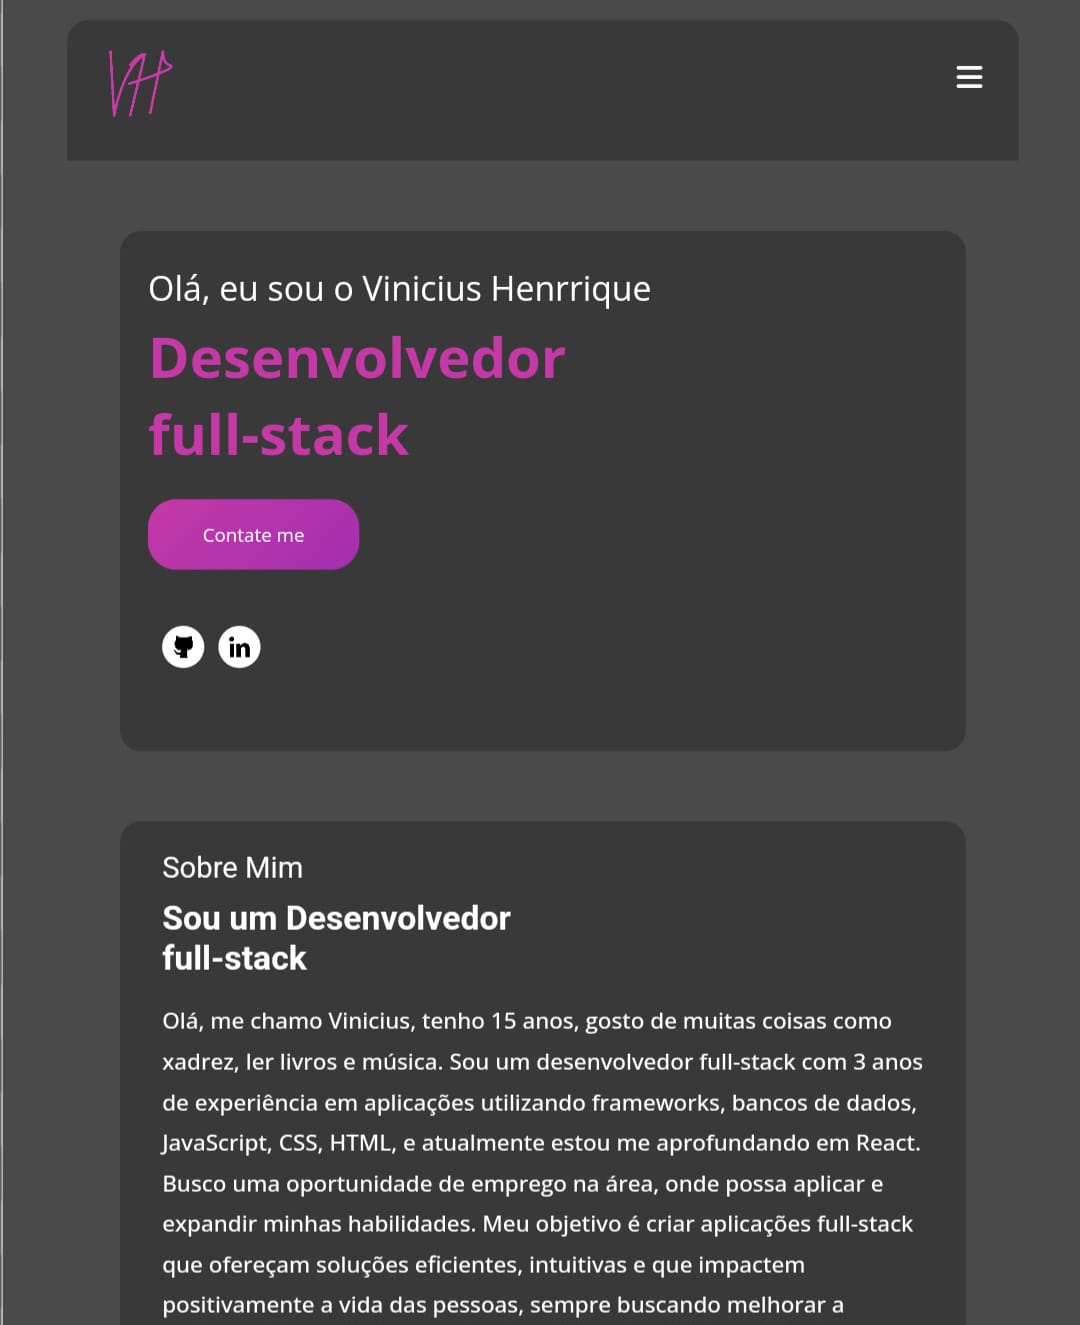 VH
Olá, eu sou o Vinicius Henrrique
Desenvolvedor
full-stack
Contate me
in
Sobre Mim
Sou um Desenvolvedor
full-stack
Olá, me chamo Vinicius, tenho 15 anos, gosto de muitas coisas como
xadrez, ler livros e música. Sou um desenvolvedor full-stack com 3 anos
de experiência em aplicações utilizando frameworks, bancos de dados,
JavaScript, CSS, HTML, e atualmente estou me aprofundando em React.
Busco uma oportunidade de emprego na área, onde possa aplicar e
expandir minhas habilidades. Meu objetivo é criar aplicações full-stack
que ofereçam soluções eficientes, intuitivas e que impactem
positivamente a vida das pessoas, sempre buscando melhorar a